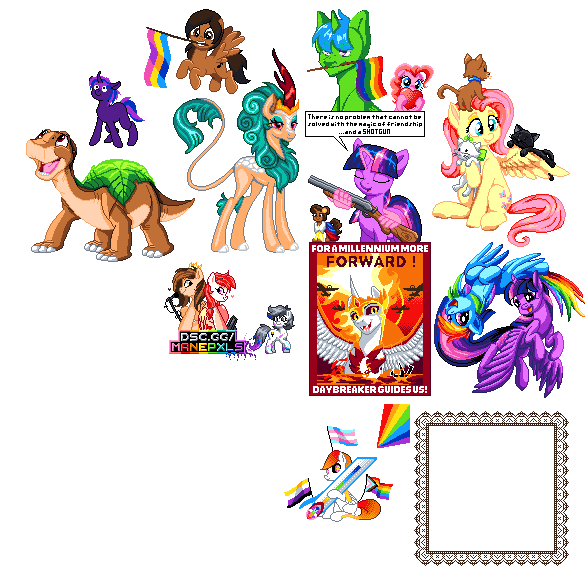 There is no problem that cannot be
solved with the magic of friendship
...and a SHOTGUN
FOR A MILLENNIUM MORE
FORWARD !
DAYBREAKER GUIDES US!
DSC.GG/
MANEPXLS